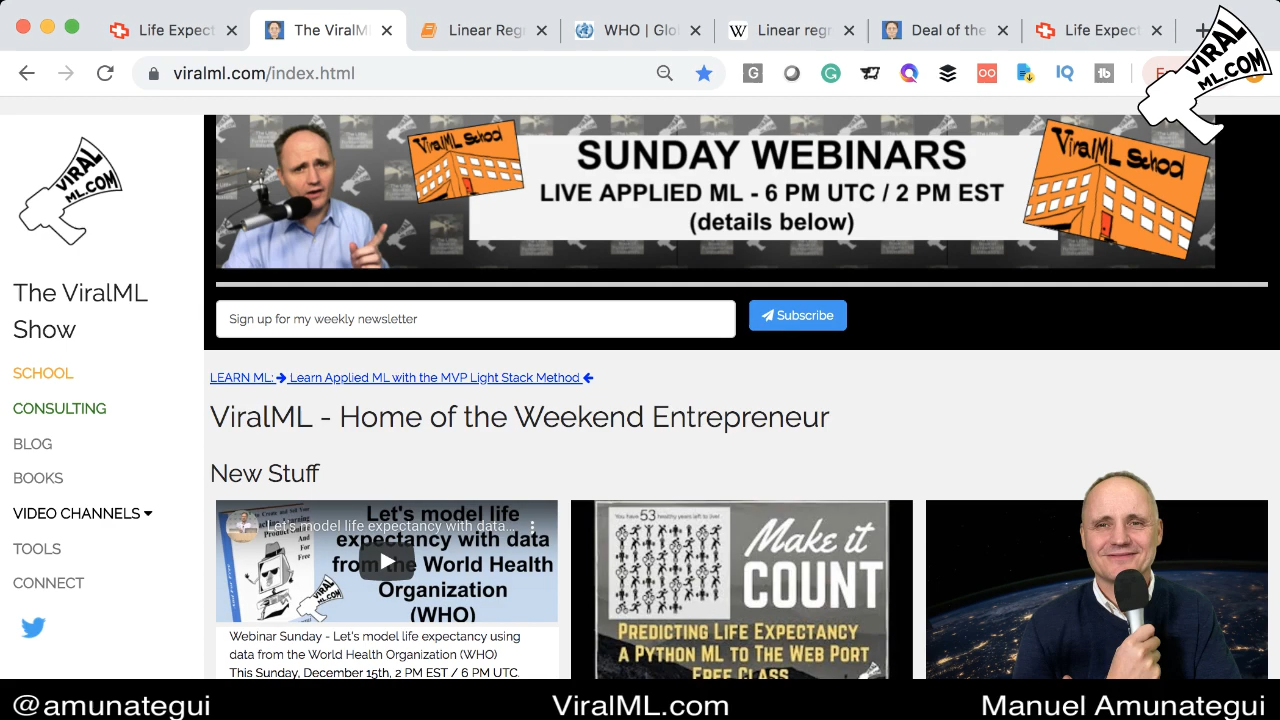 Life Expect
The ViralM
Linear Reg
WHO | Glo
Linear regr
Deal of the
Life Expect
viralml.com/index.html
VIRAL
ML.COM
VIRAL
ML.COM
The ViralML
Show
SCHOOL
CONSULTING
BLOG
BOOKS
VIDEO CHANNELS
TOOLS
CONNECT
ViralML School
SUNDAY WEBINARS
LIVE APPLIED ML - 6 PM UTC / 2 PM EST
(details below)
ViralML School
Sign up for my weekly newsletter
Subscribe
LEARN ML: Learn Applied ML with the MVP Light Stack Method
ViralML - Home of the Weekend Entrepreneur
New Stuff
Let's model life expectancy with data...
Let's model life
expectancy with data
from the World Health
Organization
(WHO)
VIRAL
ML.COM
Webinar Sunday - Let's model life expectancy using
data from the World Health Organization (WHO)
This Sunday, December 15th, 2 PM EST / 6 PM UTC.
You have 53 healthy years left to live!
Make it
COUNT
PREDICTING LIFE EXPECTANCY
A PYTHON ML TO THE WEB PORT
FREE CLASS
@amunategui
ViralML.com
Manuel Amunategui